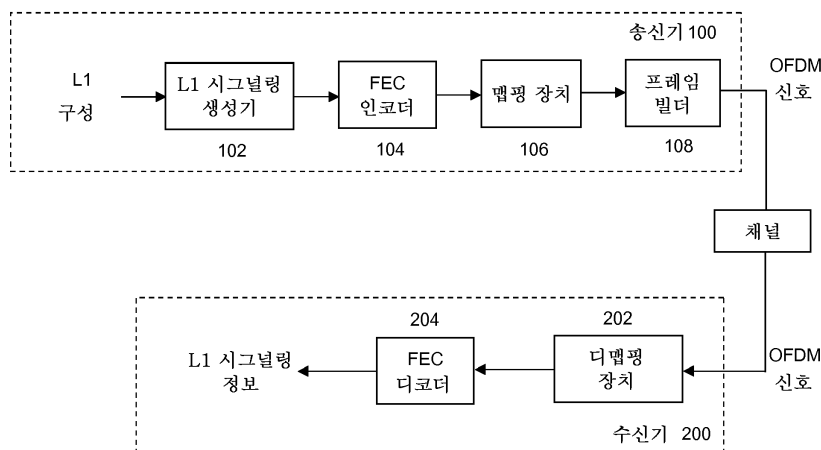 송신기 100
L1
구성
L1 시그널링
생성기
102
FEC
인코더
104
맵핑 장치
106
프레임
빌더
108
OFDM
신호
채널
OFDM
신호
202
디맵핑
장치
204
FEC
디코더
L1 시그널링
정보
수신기 200